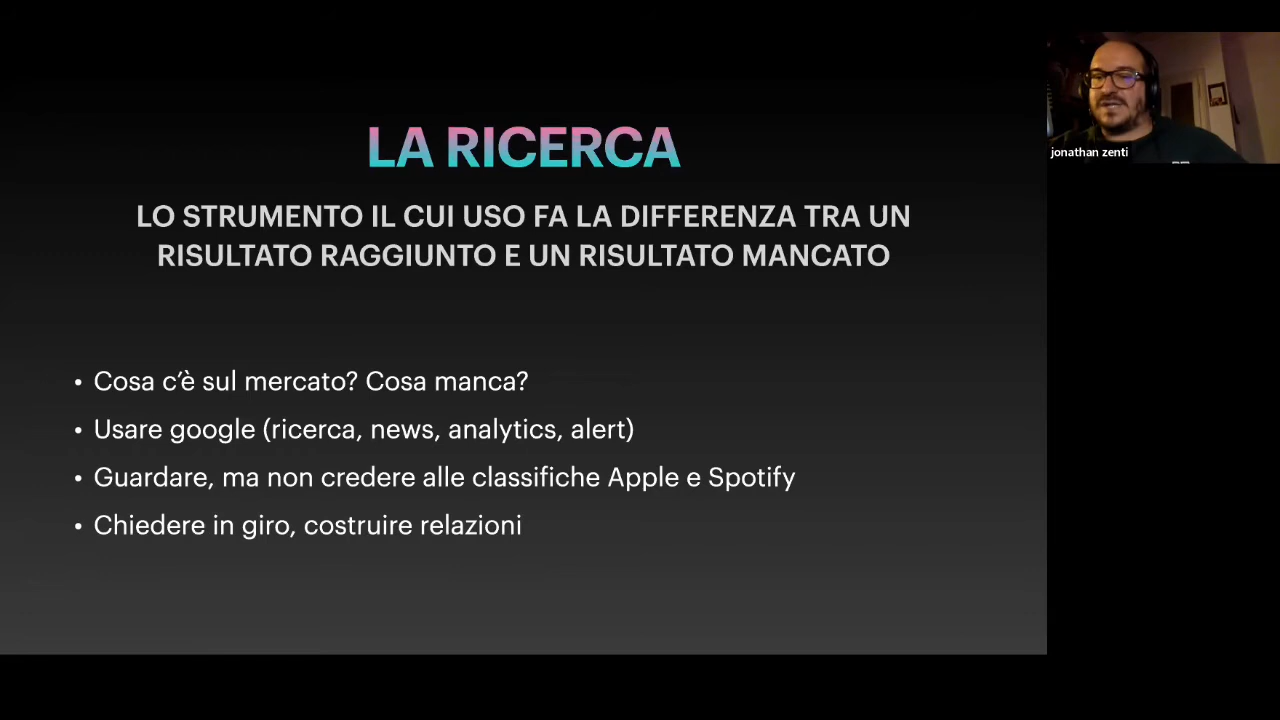 LA RICERCA
LO STRUMENTO IL CUI USO FA LA DIFFERENZA TRA UN
RISULTATO RAGGIUNTO E UN RISULTATO MANCATO
• Cosa c’è sul mercato? Cosa manca?
• Usare google (ricerca, news, analytics, alert)
• Guardare, ma non credere alle classifiche Apple e Spotify
• Chiedere in giro, costruire relazioni
jonathan zenti